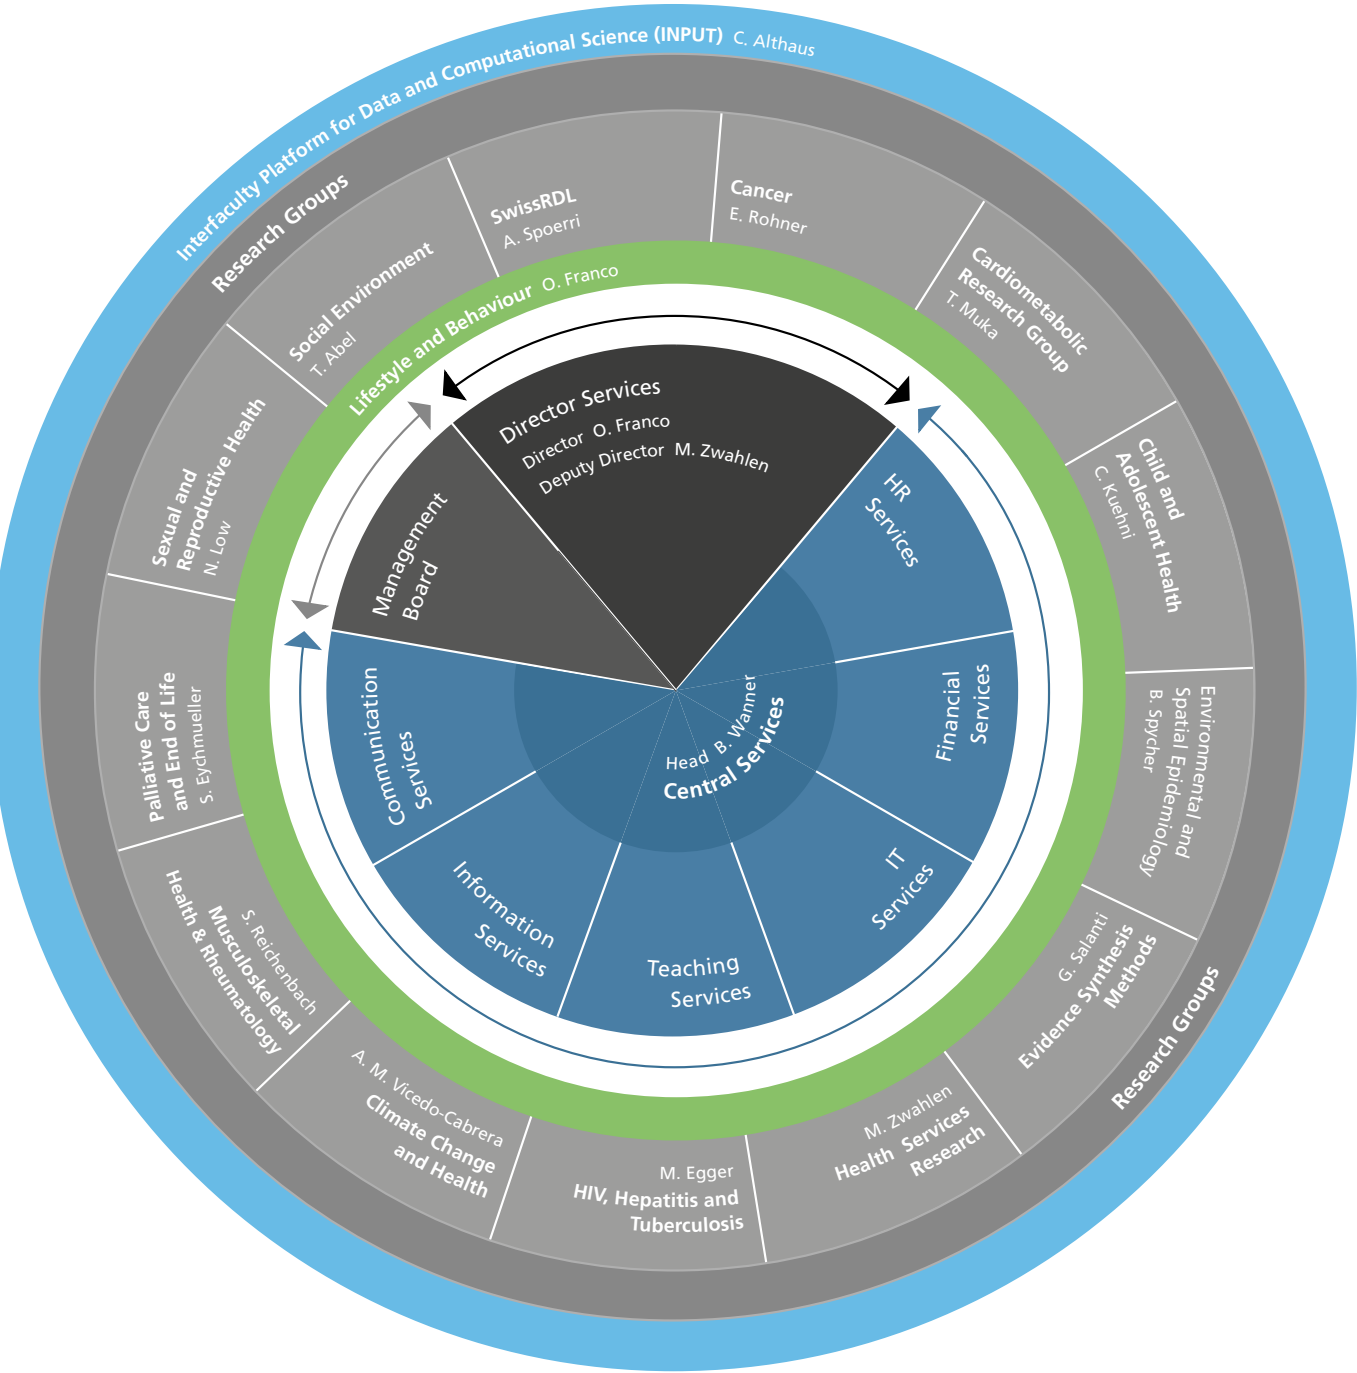 Interfaculty Platform for Data and Computational Science (INPUT) C. Althaus
Research Groups
SwissRDL
A. Spoerri
Cancer
E. Rohner
Cardiometabolic
Research Group
T. Muka
Child and
Adolescent Health
C. Kuehni
Environmental and
Spatial Epidemiology
B. Spycher
G. Salanti
Evidence Synthesis
Methods
Research Groups
M. Zwahlen
Health Services
Research
M. Egger
HIV, Hepatitis and
Tuberculosis
A. M. Vicedo-Cabrera
Climate Change
and Health
S. Reichenbach
Musculoskeletal
Health & Rheumatology
Palliative Care
and End of Life
S. Eychmueller
Sexual and
Reproductive Health
N. Low
Social Environment
T. Abel
Lifestyle and Behaviour O. Franco
Director Services
Director O. Franco
Deputy Director M. Zwahlen
HR
Services
Financial
Services
IT
Services
Teaching
Services
Information
Services
Communication
Services
Management
Board
Head B. Wanner
Central Services